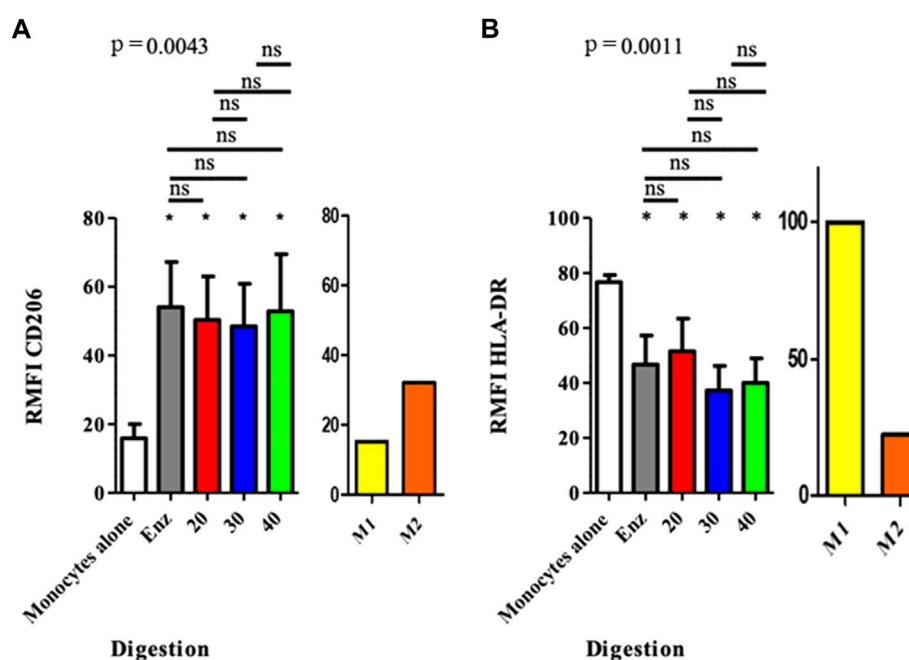 A
p = 0.0043
ns
ns
ns
ns
ns
ns
* * * *
RMFI CD206
80
60
40
20
0
Monocytes alone
Enz
20
30
40
Digestion
80
60
40
20
0
M1
M2
B
p = 0.0011
ns
ns
ns
ns
ns
ns
* * * *
RMFI HLA-DR
100
80
60
40
20
0
Monocytes alone
Enz
20
30
40
Digestion
100
50
0
M1
M2